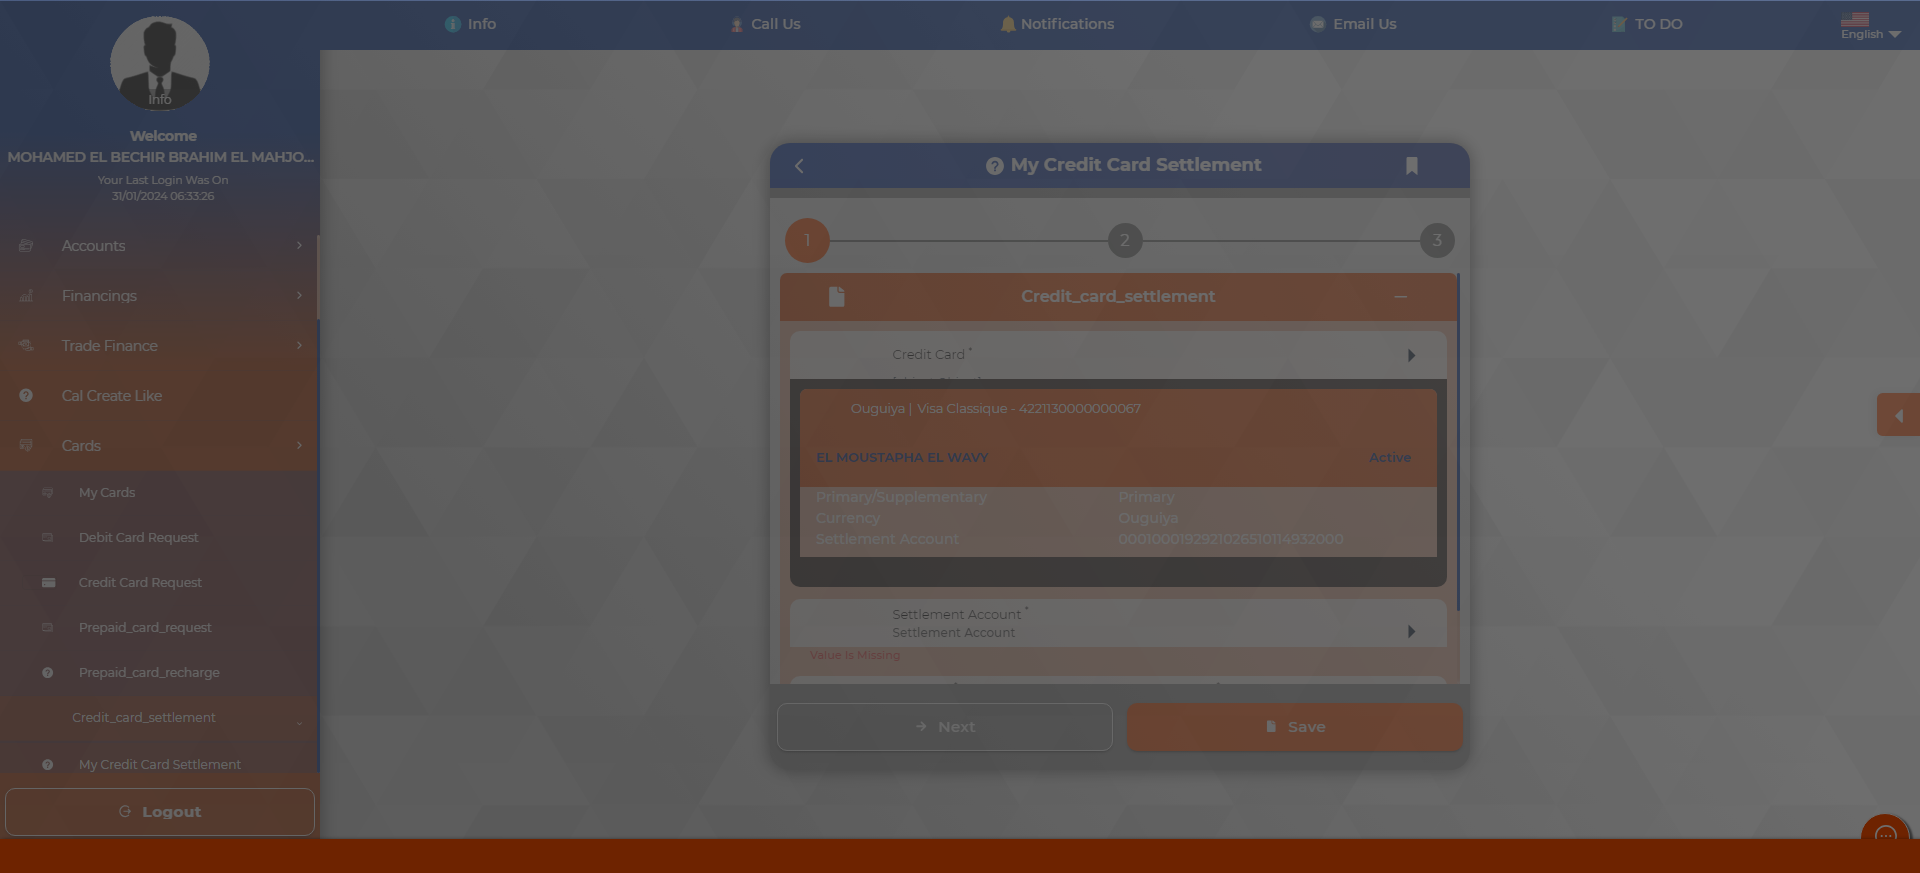 Info
Call Us
Notifications
Email Us
TO DO
English
Info
Welcome
MOHAMED EL BECHIR BRAHIM EL MAHJO...
Your Last Login Was On
31/01/2024 06:33:26
Accounts
Financings
Trade Finance
Cal Create Like
Cards
My Cards
Debit Card Request
Credit Card Request
Prepaid_card_request
Prepaid_card_recharge
Credit_card_settlement
My Credit Card Settlement
Logout
My Credit Card Settlement
1
2
3
Credit_card_settlement
Credit Card *
Ouguiya | Visa Classique - 4221130000000067
EL MOUSTAPHA EL WAVY Active
Primary/Supplementary Primary
Currency Ouguiya
Settlement Account 00010001929210265101149320​00
Settlement Account *
Settlement Account
Value Is Missing
Next
Save